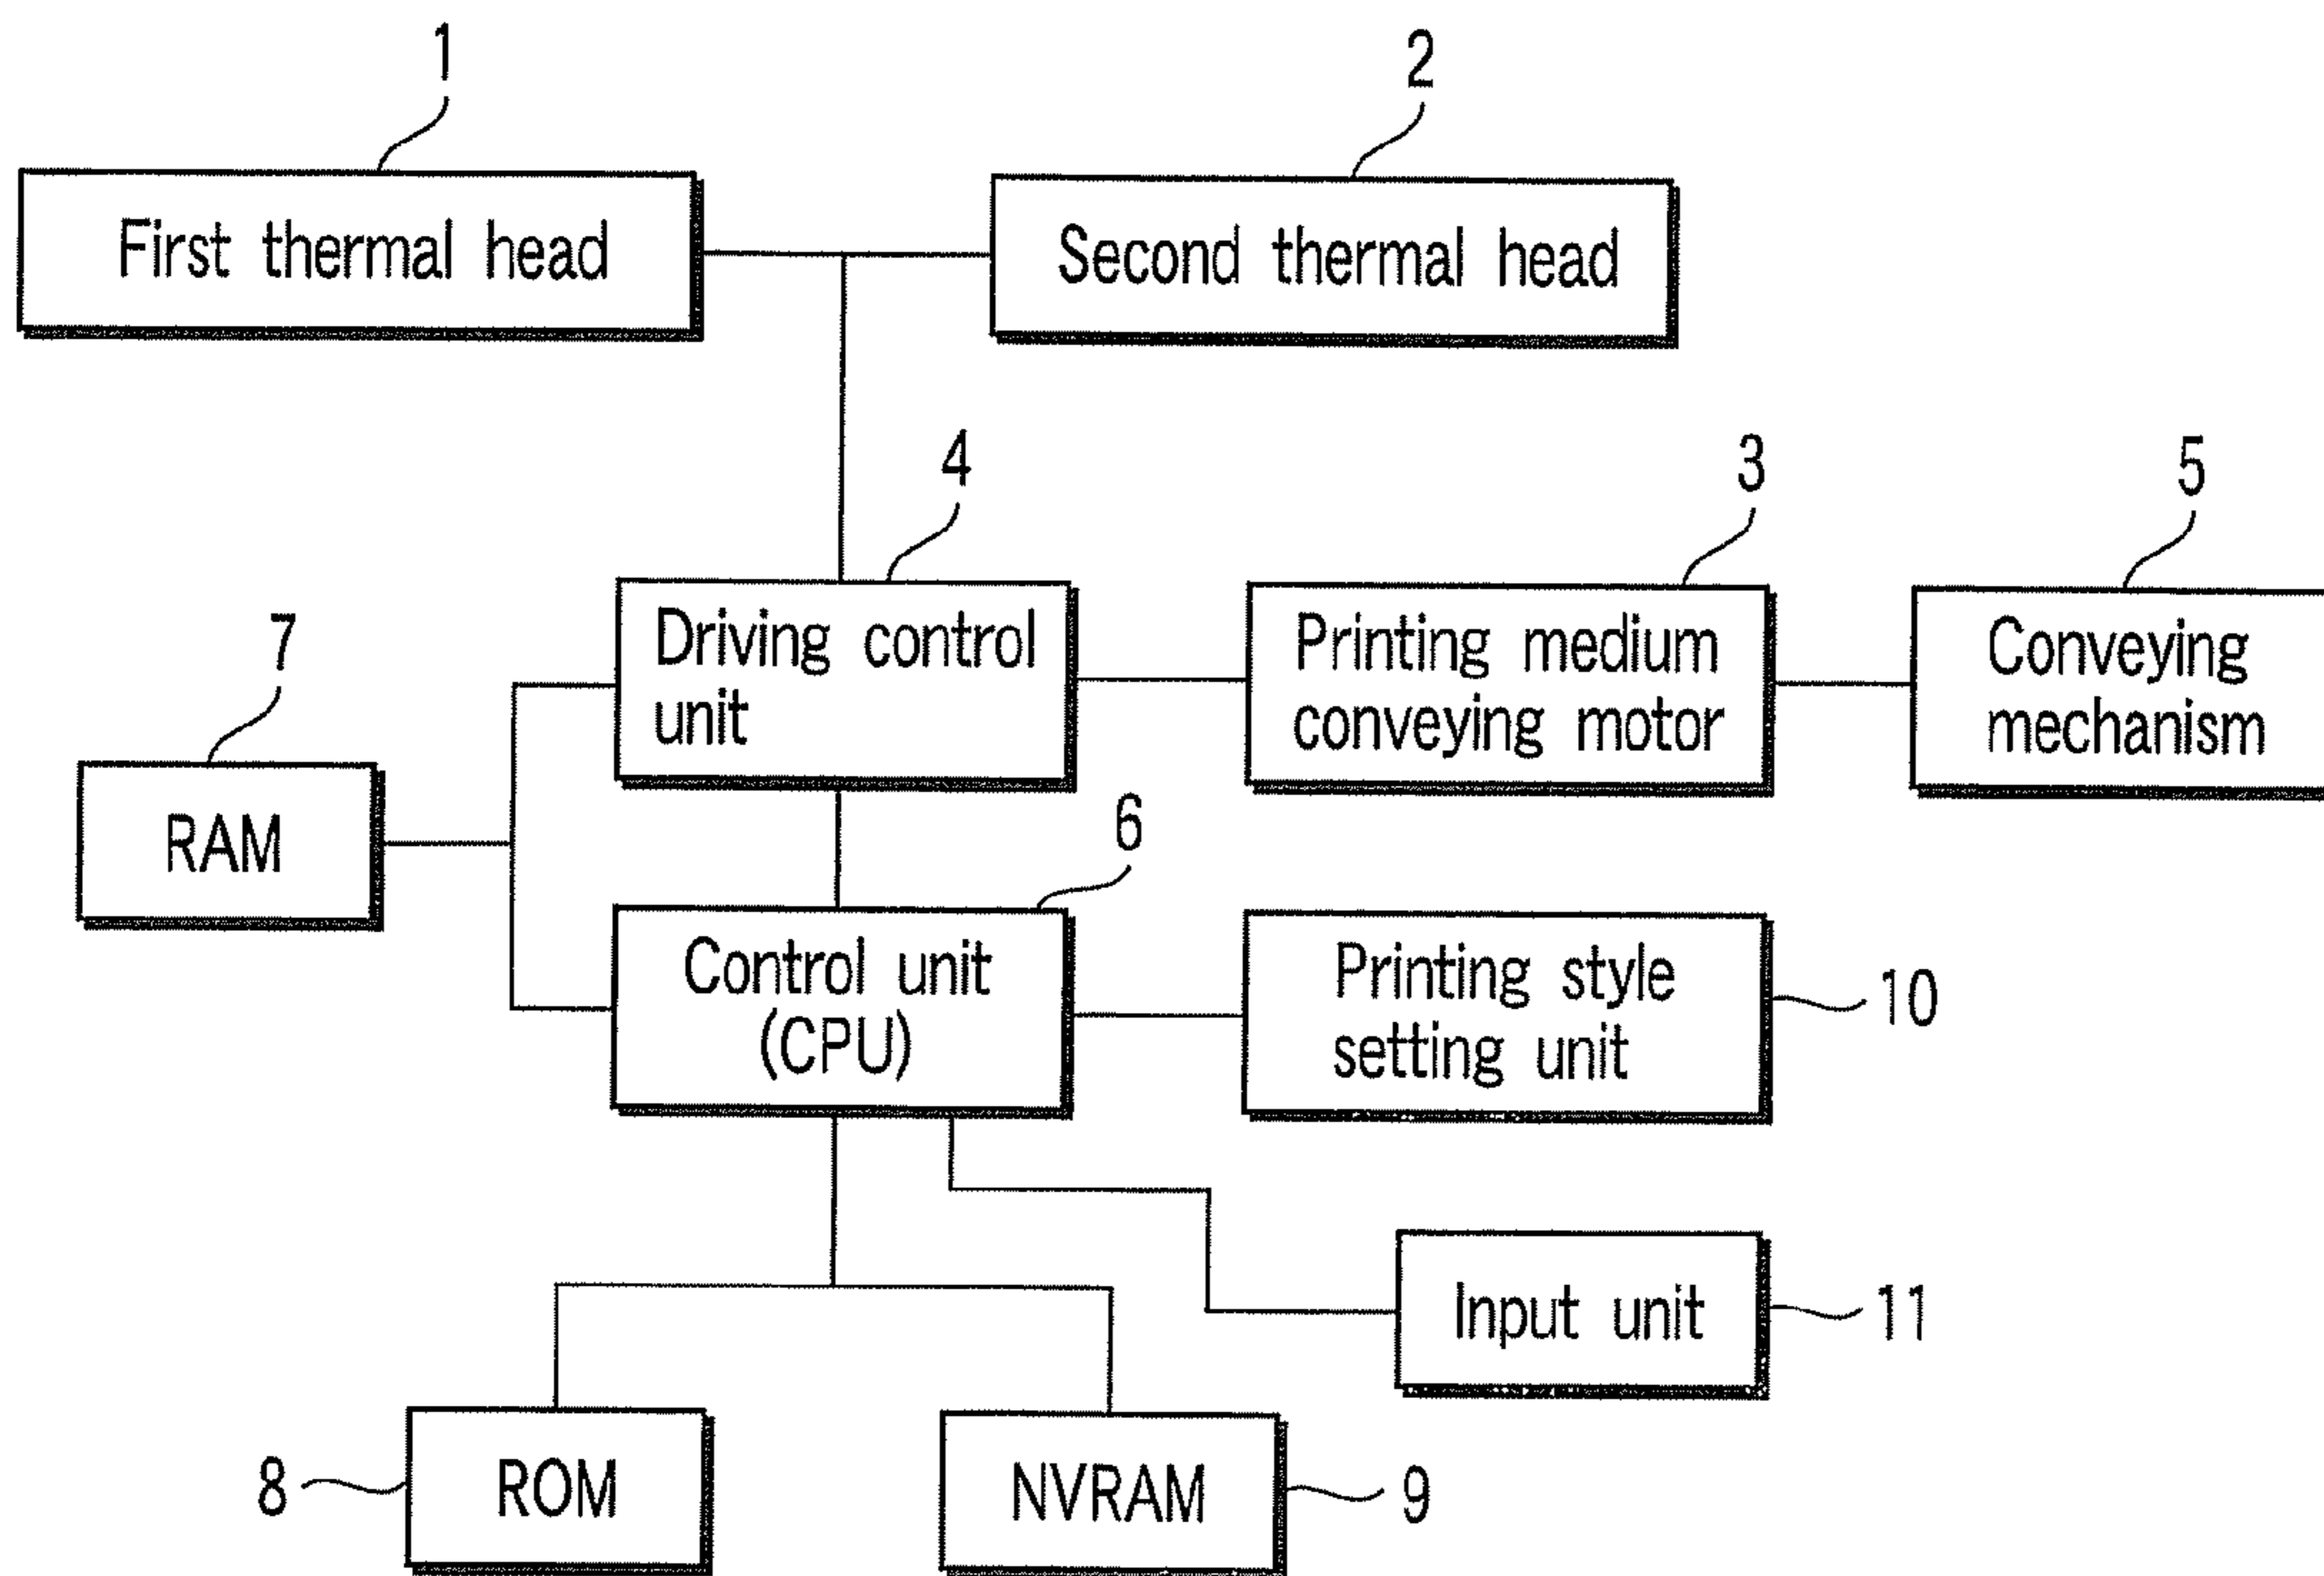 1
2
First thermal head
Second thermal head
4
3
5
7
Driving control
unit
Printing medium
conveying motor
Conveying
mechanism
RAM
6
Control unit
(CPU)
Printing style
setting unit
10
Input unit
11
8
ROM
NVRAM
9